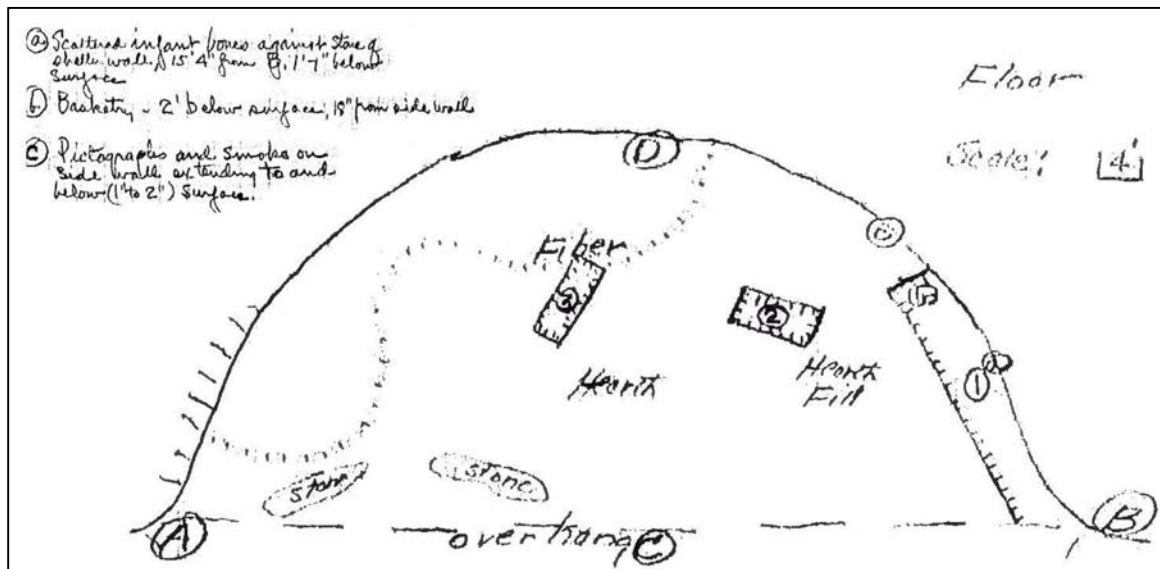 ⓐ Scattered infant bones against stone of
shelter wall, 15'4" from B, 1'7" below
surface
ⓑ Basketry - 2' below surface, 18" from side wall
ⓒ Pictographs and smoke on
side wall extending to and
below (1" to 2") surface.
Floor
Scale: 4'
D
c
Fiber
3
2
b
Hearth
Hearth
Fill
1
a
stone
stone
A
overhang
C
B